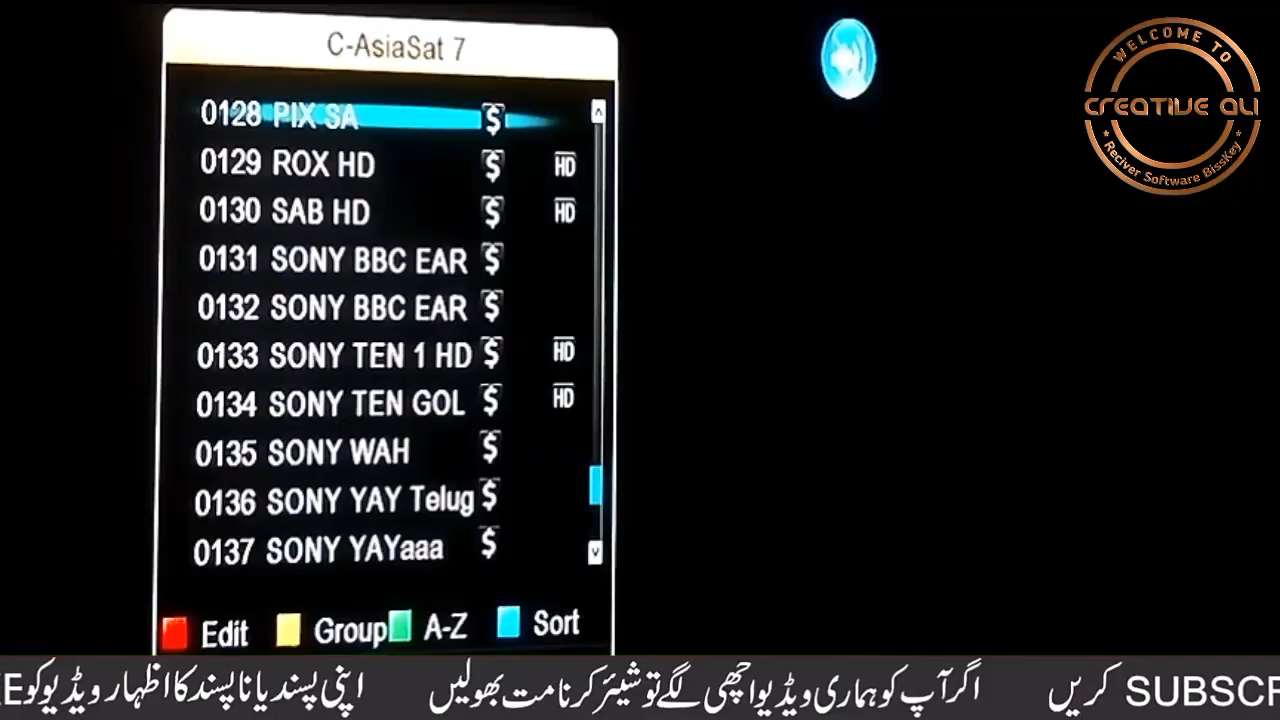 C-AsiaSat 7
0128 PIX SA $
0129 ROX HD $ HD
0130 SAB HD $ HD
0131 SONY BBC EAR $
0132 SONY BBC EAR $
0133 SONY TEN 1 HD $ HD
0134 SONY TEN GOL $ HD
0135 SONY WAH $
0136 SONY YAY Telug $
0137 SONY YAYaaa $
Edit Group A-Z Sort
WELCOME TO
CREATIVE ALI
Reciver Software BissKey
SUBSCR کریں اگر آپ کو ہماری ویڈیو اچھی لگے تو شیئر کرنا مت بھولیں اپنی پسند یا ناپسند کا اظہار ویڈیو کو E